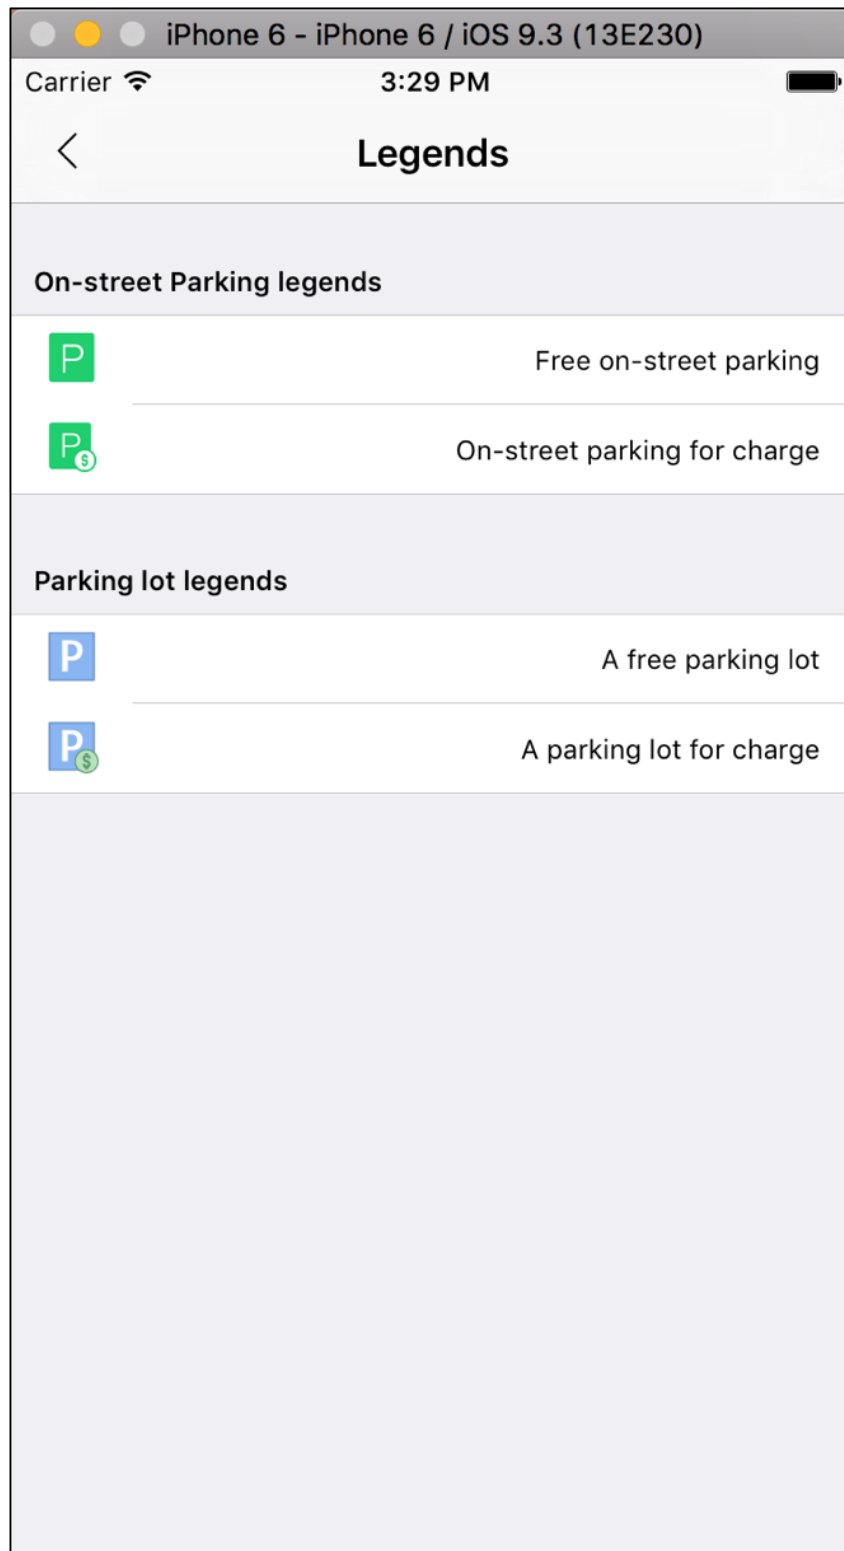 iPhone 6 - iPhone 6 / iOS 9.3 (13E230)
Carrier 3:29 PM
Legends
On-street Parking legends
P Free on-street parking
P$ On-street parking for charge
Parking lot legends
P A free parking lot
P$ A parking lot for charge